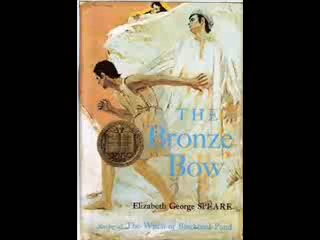 THE
Bronze
Bow
Elizabeth George SPEARE
The Witch of Blackbird Pond